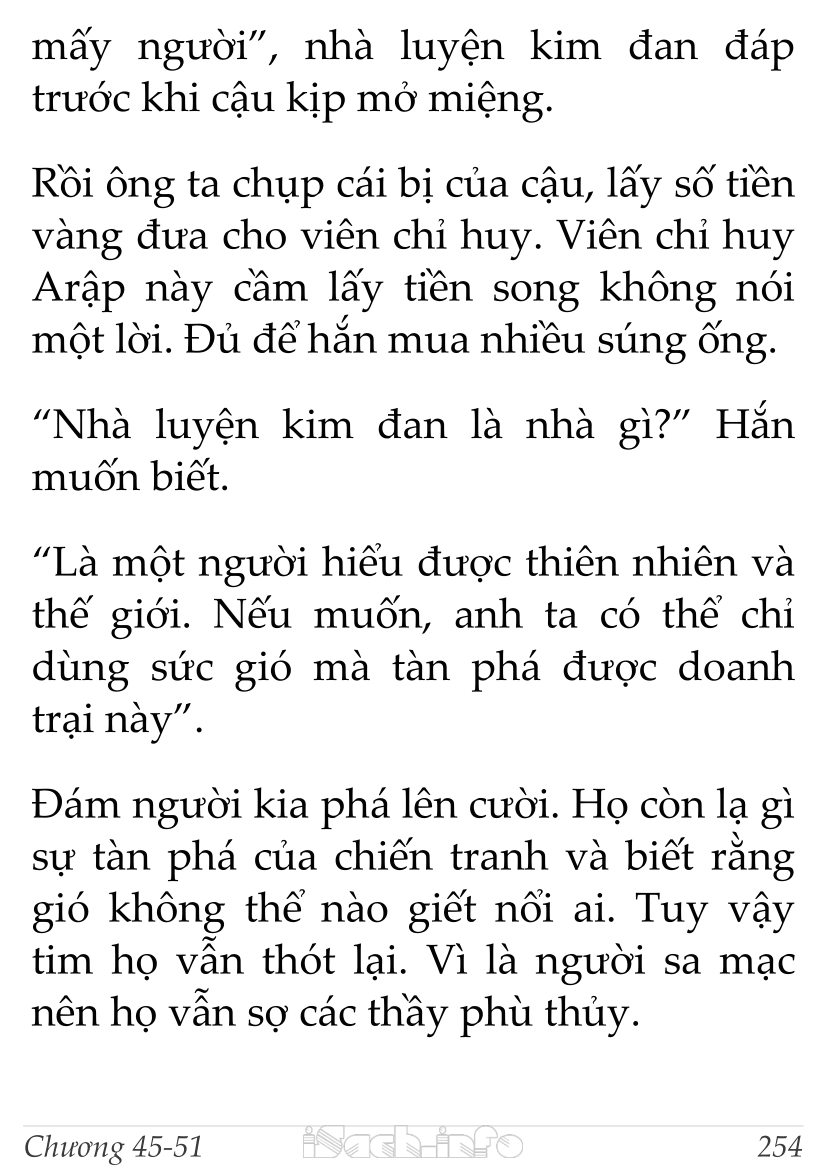 mấy người”, nhà luyện kim đan đáp
trước khi cậu kịp mở miệng.
Rồi ông ta chụp cái bị của cậu, lấy số tiền
vàng đưa cho viên chỉ huy. Viên chỉ huy
Arập này cầm lấy tiền song không nói
một lời. Đủ để hắn mua nhiều súng ống.
“Nhà luyện kim đan là nhà gì?” Hắn
muốn biết.
“Là một người hiểu được thiên nhiên và
thế giới. Nếu muốn, anh ta có thể chỉ
dùng sức gió mà tàn phá được doanh
trại này”.
Đám người kia phá lên cười. Họ còn lạ gì
sự tàn phá của chiến tranh và biết rằng
gió không thể nào giết nổi ai. Tuy vậy
tim họ vẫn thót lại. Vì là người sa mạc
nên họ vẫn sợ các thầy phù thủy.
Chương 45-51 iSach.info 254